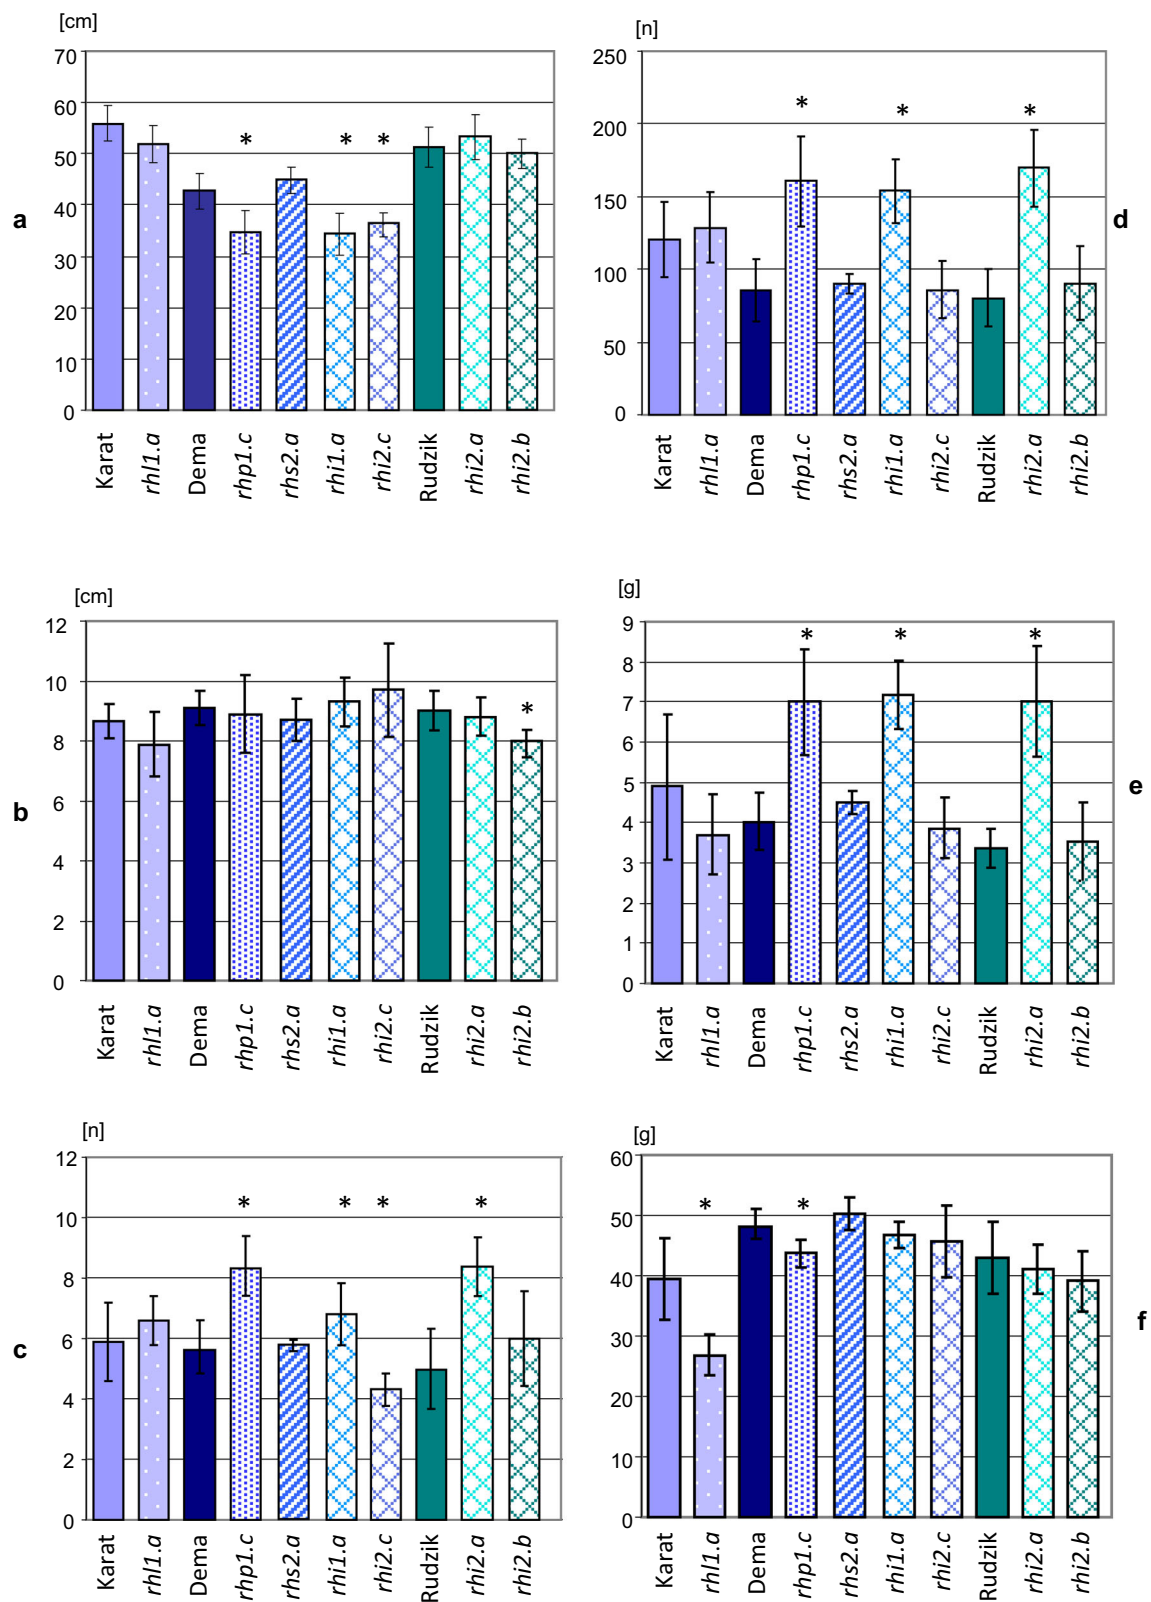 [cm]
70
60
50
40
30
20
10
0
* * *
a
Karat rhl1.a Dema rhp1.c rhs2.a rhi1.a rhi2.c Rudzik rhi2.a rhi2.b
[n]
250
200
150
100
50
0
* * *
d
Karat rhl1.a Dema rhp1.c rhs2.a rhi1.a rhi2.c Rudzik rhi2.a rhi2.b
[cm]
12
10
8
6
4
2
0
*
b
Karat rhl1.a Dema rhp1.c rhs2.a rhi1.a rhi2.c Rudzik rhi2.a rhi2.b
[g]
9
8
7
6
5
4
3
2
1
0
* * *
e
Karat rhl1.a Dema rhp1.c rhs2.a rhi1.a rhi2.c Rudzik rhi2.a rhi2.b
[n]
12
10
8
6
4
2
0
* * * *
c
Karat rhl1.a Dema rhp1.c rhs2.a rhi1.a rhi2.c Rudzik rhi2.a rhi2.b
[g]
60
50
40
30
20
10
0
* *
f
Karat rhl1.a Dema rhp1.c rhs2.a rhi1.a rhi2.c Rudzik rhi2.a rhi2.b